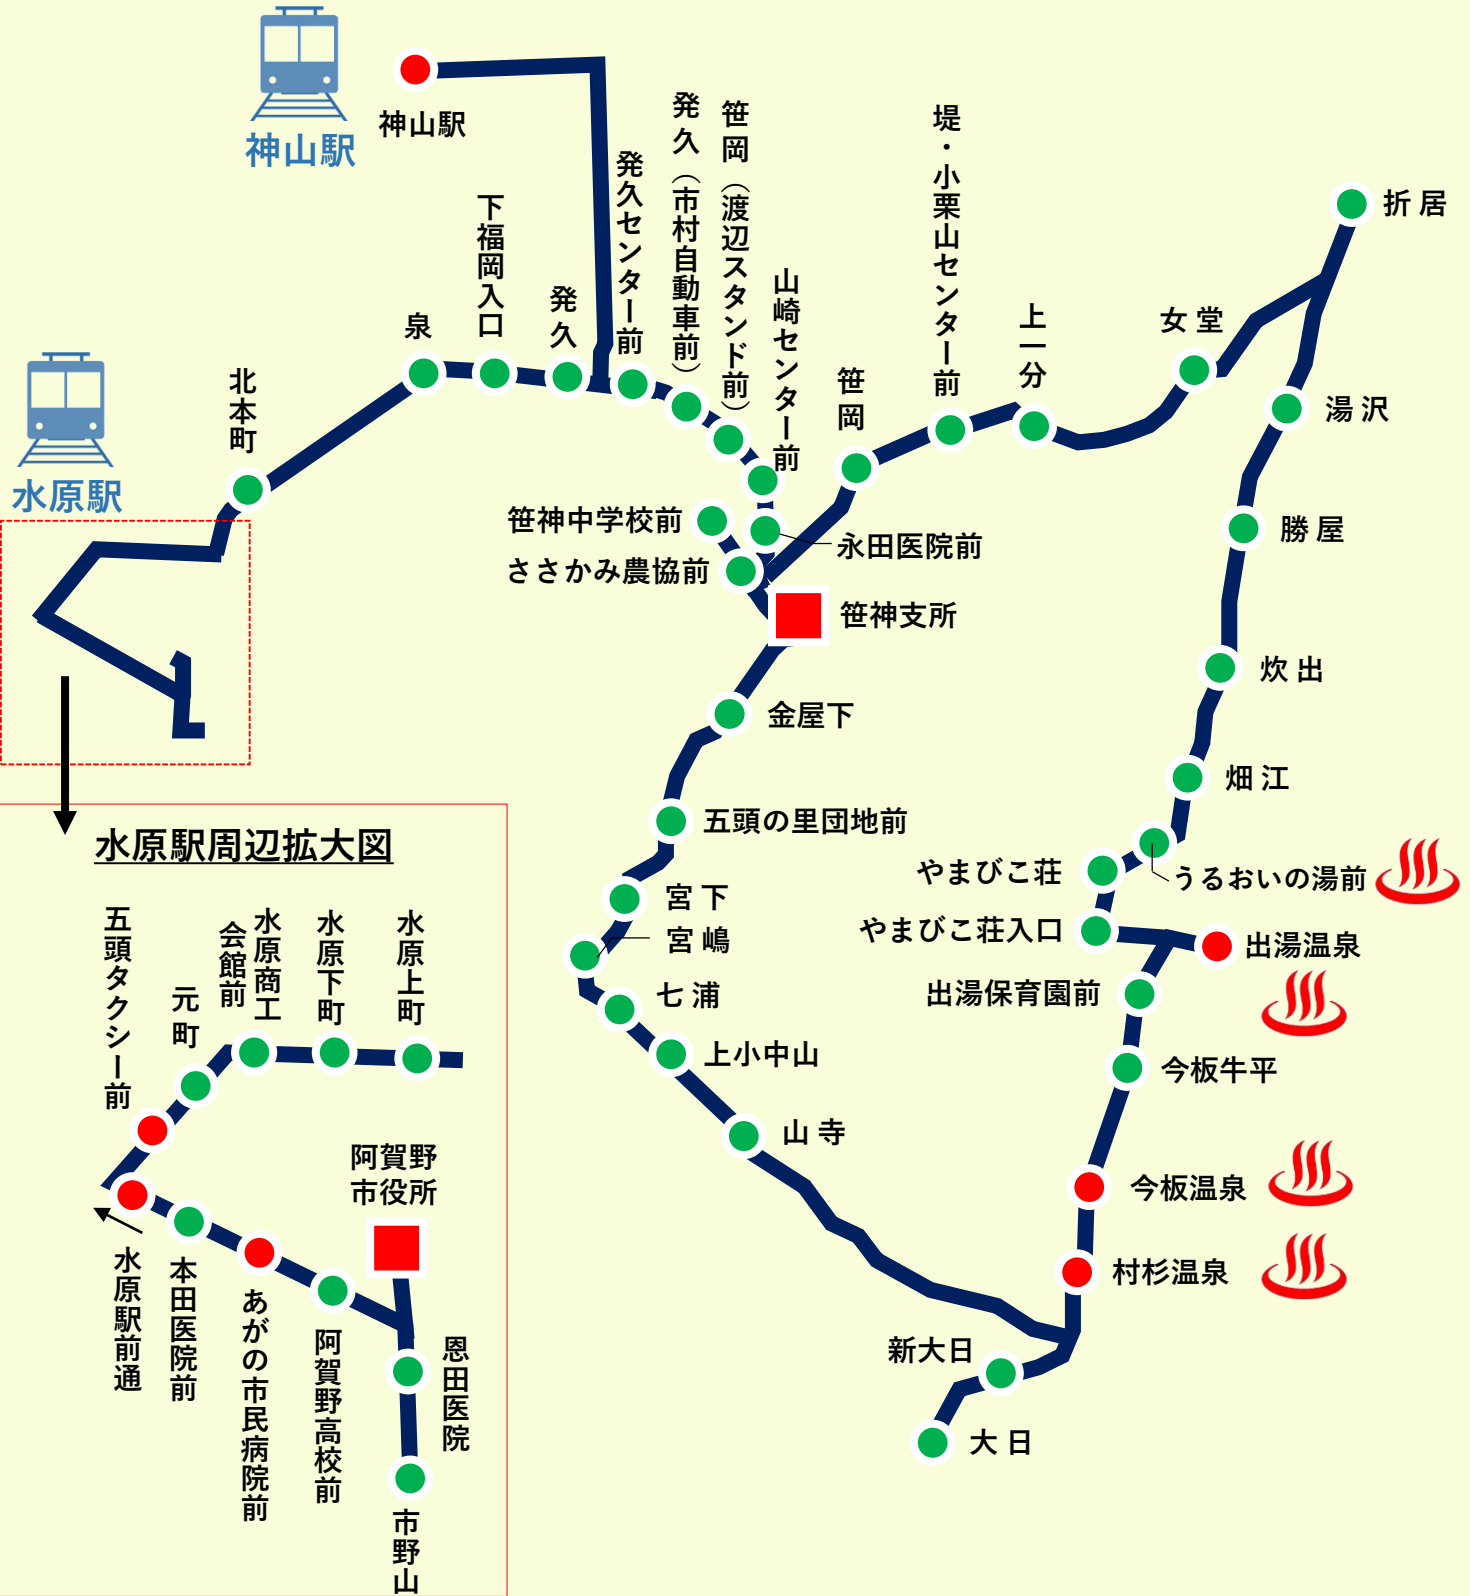 神山駅
神山駅
水原駅
北本町
泉
下福岡入口
発久
発久センター前
発久（市村自動車前）
笹岡（渡辺スタンド前）
山崎センター前
笹岡
堤・小栗山センター前
上一分
女堂
折居
湯沢
勝屋
炊出
畑江
うるおいの湯前
やまびこ荘
やまびこ荘入口
出湯温泉
出湯保育園前
今板牛平
今板温泉
村杉温泉
新大日
大日
笹神中学校前
永田医院前
ささかみ農協前
笹神支所
金屋下
五頭の里団地前
宮下
宮嶋
七浦
上小中山
山寺
水原駅周辺拡大図
五頭タクシー前
元町
水原商工
会館前
水原下町
水原上町
阿賀野
市役所
水原駅前通
本田医院前
あがの市民病院前
阿賀野高校前
恩田医院
市野山